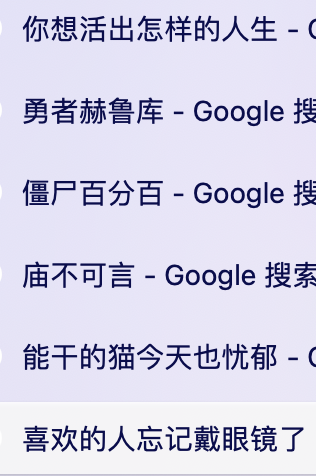 你想活出怎样的人生 -
勇者赫鲁库 - Google 搜
僵尸百分百 - Google 搜
庙不可言 - Google 搜索
能干的猫今天也忧郁 -
喜欢的人忘记戴眼镜了